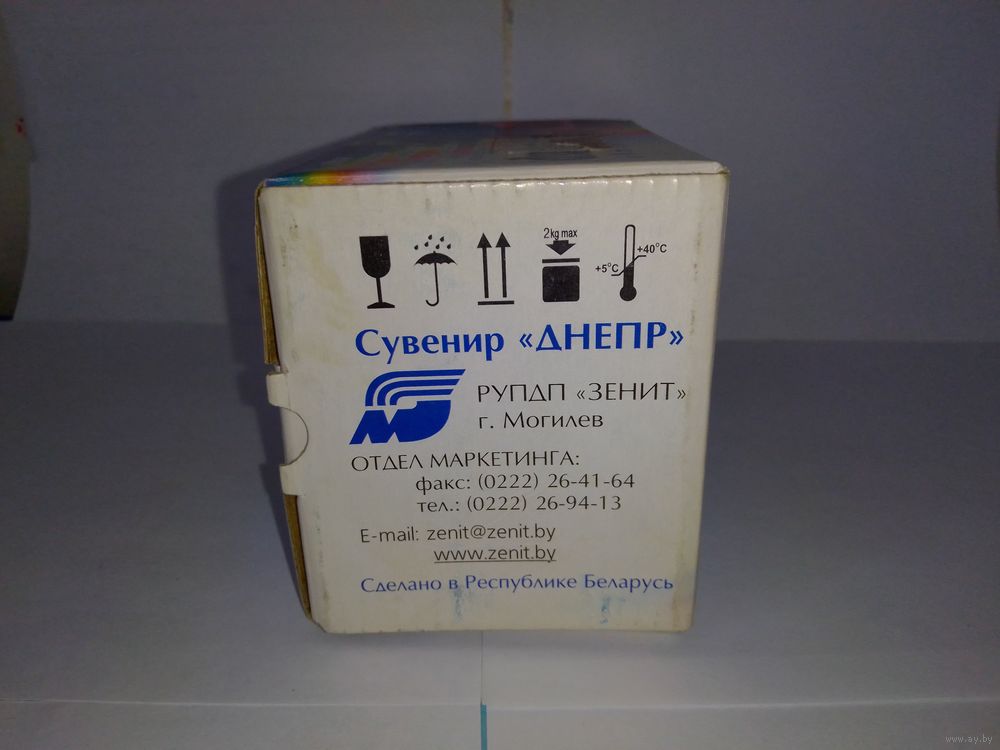 2kg max
+40°C
+5°C
Сувенир «ДНЕПР»
РУПДП «ЗЕНИТ»
г. Могилев
ОТДЕЛ МАРКЕТИНГА:
факс: (0222) 26-41-64
тел.: (0222) 26-94-13
E-mail: zenit@zenit.by
www.zenit.by
Сделано в Республике Беларусь
www.ay.by